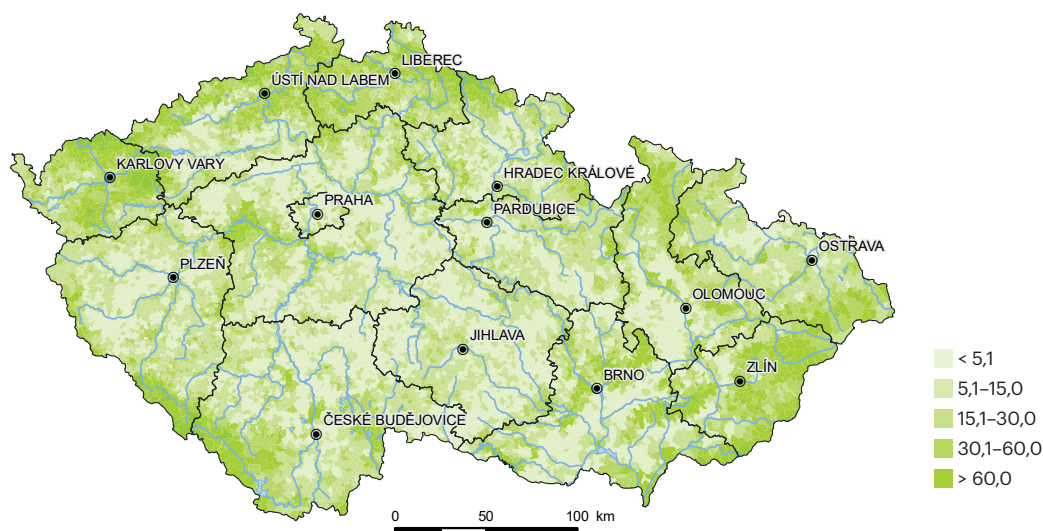 LIBEREC
ÚSTÍ NAD LABEM
KARLOVY VARY
HRADEC KRÁLOVÉ
PRAHA
PARDUBICE
OSTRAVA
PLZEŇ
OLOMOUC
JIHLAVA
ZLÍN
BRNO
ČESKÉ BUDĚJOVICE
< 5,1
5,1–15,0
15,1–30,0
30,1–60,0
> 60,0
0 50 100 km